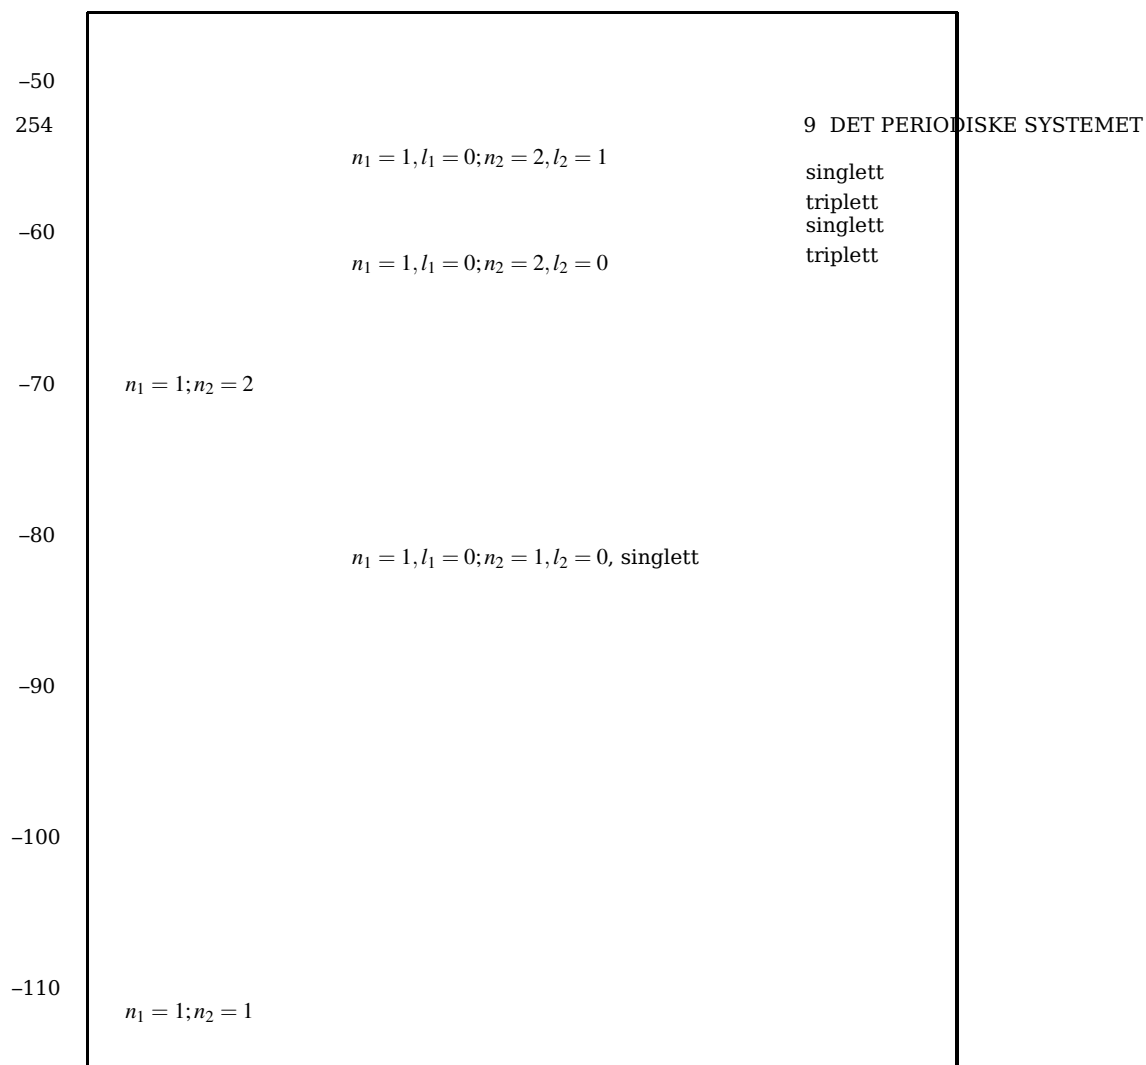 –50
254 9 DET PERIODISKE SYSTEMET
n₁ = 1, l₁ = 0; n₂ = 2, l₂ = 1
singlett
triplett
singlett
–60
triplett
n₁ = 1, l₁ = 0; n₂ = 2, l₂ = 0
–70
n₁ = 1; n₂ = 2
–80
n₁ = 1, l₁ = 0; n₂ = 1, l₂ = 0, singlett
–90
–100
–110
n₁ = 1; n₂ = 1